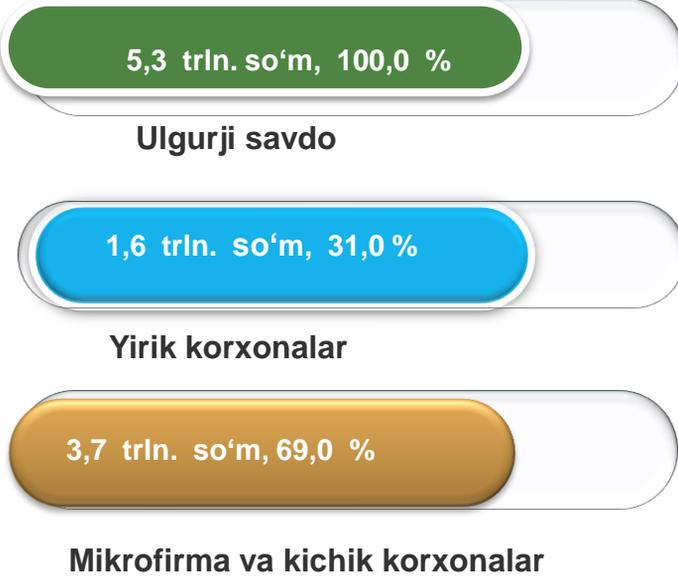 5,3 trln. so‘m, 100,0 %
Ulgurji savdo
1,6 trln. so‘m, 31,0 %
Yirik korxonalar
3,7 trln. so‘m, 69,0 %
Mikrofirma va kichik korxonalar